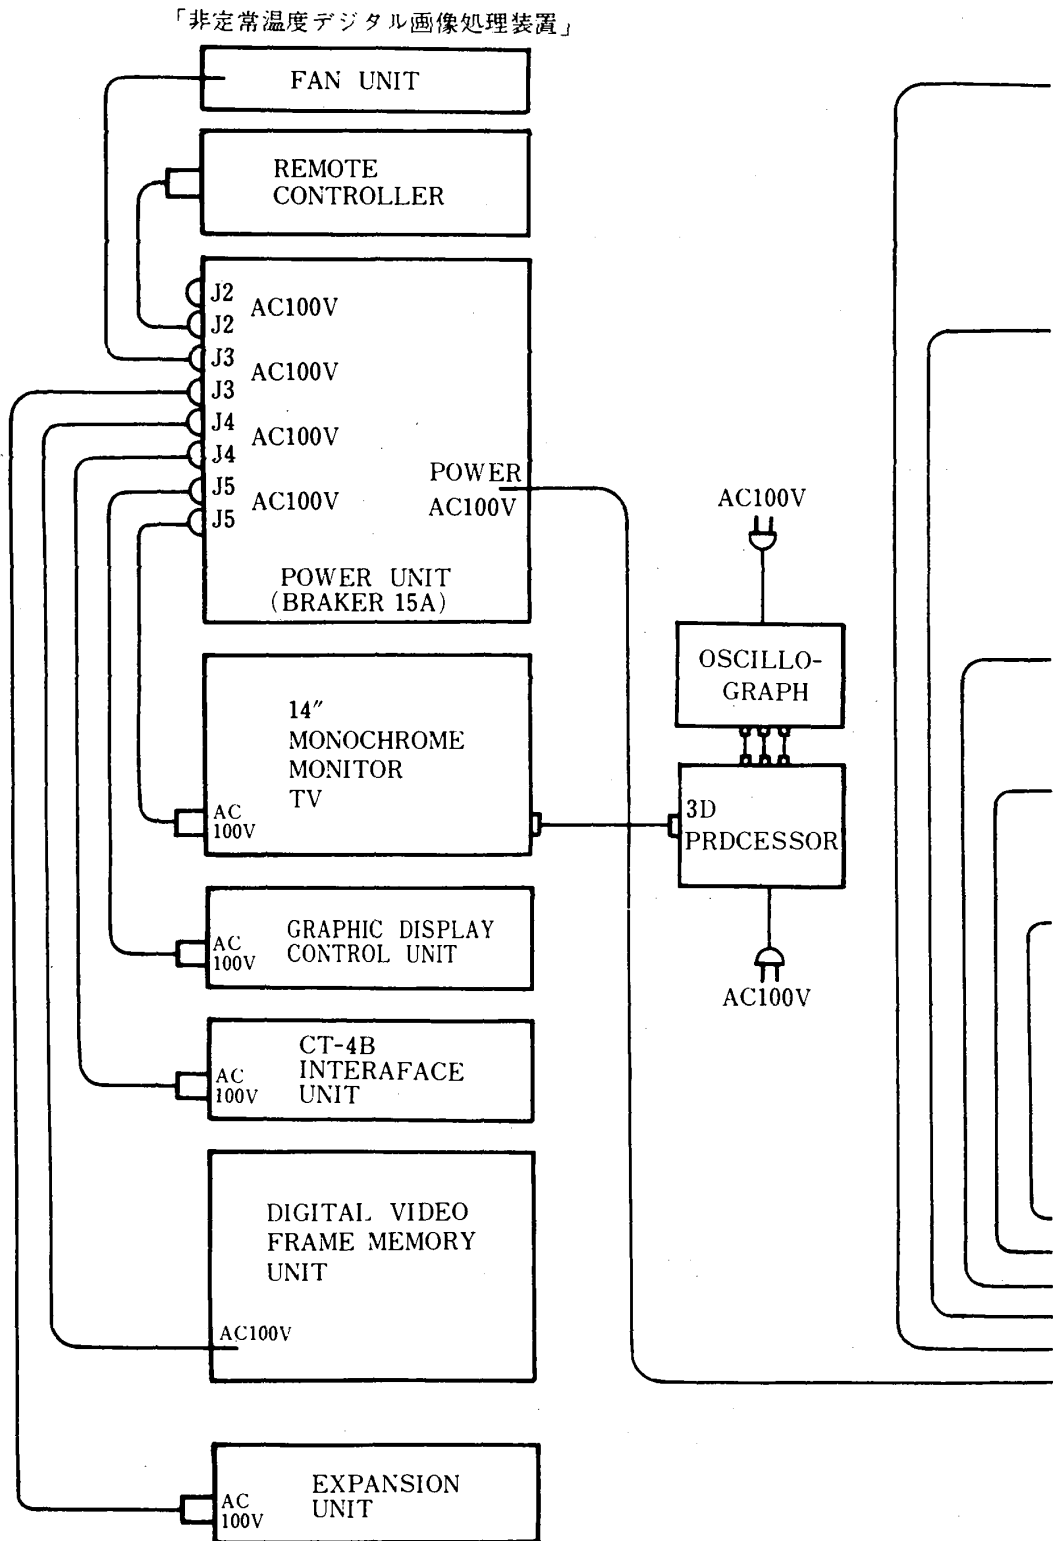 「非定常温度デジタル画像処理装置」
FAN UNIT
REMOTE
CONTROLLER
J2
AC100V
J2
J3
AC100V
J3
J4
AC100V
J4
J5
AC100V
J5
POWER
AC100V
POWER UNIT
(BRAKER 15A)
14″
MONOCHROME
MONITOR
TV
AC
100V
AC100V
OSCILLO-
GRAPH
3D
PRDCESSOR
AC100V
GRAPHIC DISPLAY
CONTROL UNIT
AC
100V
CT-4B
INTERAFACE
UNIT
AC
100V
DIGITAL VIDEO
FRAME MEMORY
UNIT
AC100V
EXPANSION
UNIT
AC
100V